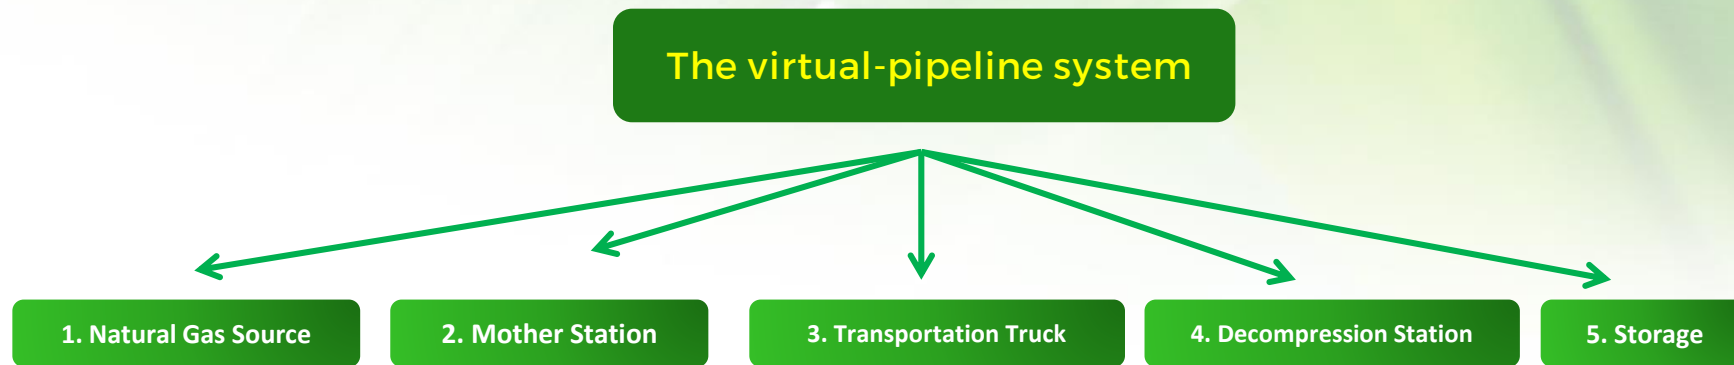 The virtual-pipeline system
1. Natural Gas Source
2. Mother Station
3. Transportation Truck
4. Decompression Station
5. Storage